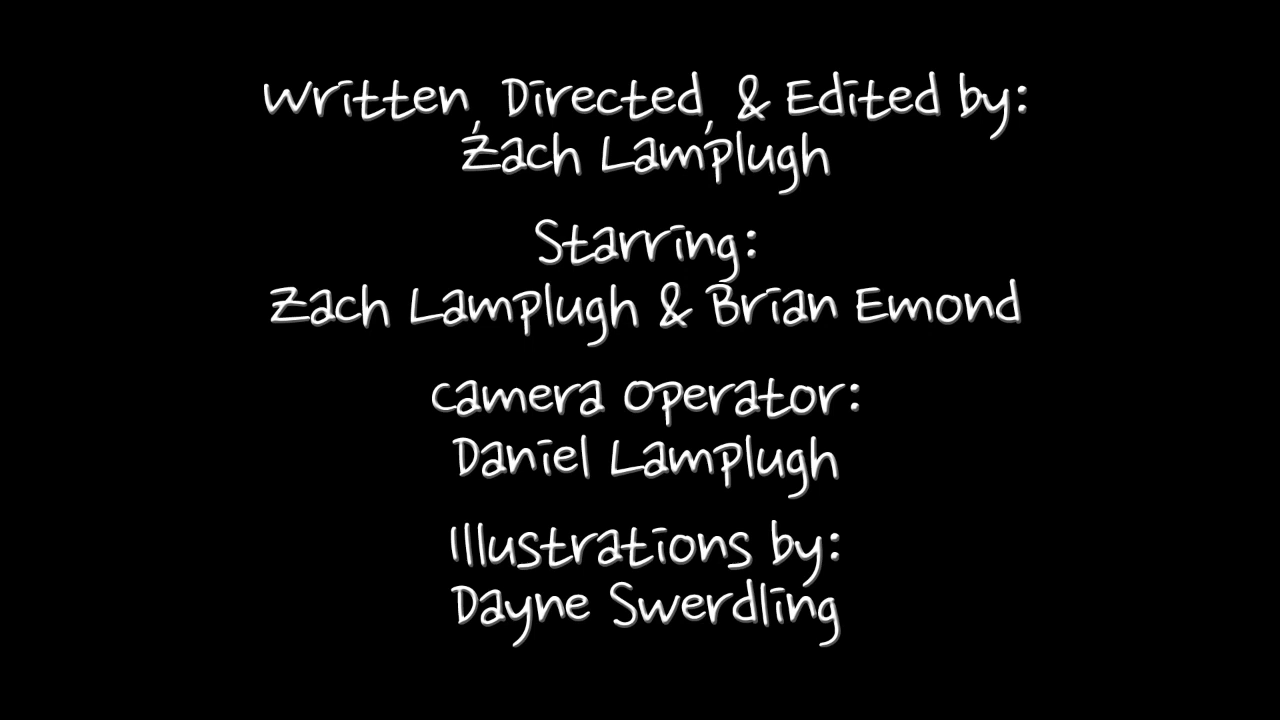 Written, Directed, & Edited by:
Zach Lamplugh
Starring:
Zach Lamplugh & Brian Emond
Camera Operator:
Daniel Lamplugh
Illustrations by:
Dayne Swerdling